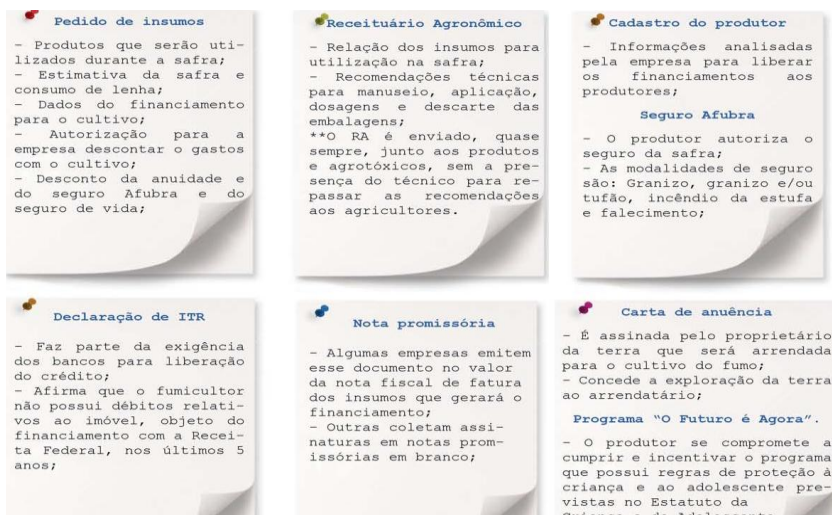 Pedido de insumos
- Produtos que serão uti-
lizados durante a safra;
- Estimativa da safra e
consumo de lenha;
- Dados do financiamento
para o cultivo;
- Autorização para a
empresa descontar o gastos
com o cultivo;
- Desconto da anuidade e
do seguro Afubra e do
seguro de vida;
Receituário Agronômico
- Relação dos insumos para
utilização na safra;
- Recomendações técnicas
para manuseio, aplicação,
dosagens e descarte das
embalagens;
**O RA é enviado, quase
sempre, junto aos produtos
e agrotóxicos, sem a pre-
sença do técnico para re-
passar as recomendações
aos agricultores.
Cadastro do produtor
- Informações analisadas
pela empresa para liberar
os financiamentos aos
produtores;
Seguro Afubra
- O produtor autoriza o
seguro da safra;
- As modalidades de seguro
são: Granizo, granizo e/ou
tufão, incêndio da estufa
e falecimento;
Declaração de ITR
- Faz parte da exigência
dos bancos para liberação
do crédito;
- Afirma que o fumicultor
não possui débitos relati-
vos ao imóvel, objeto do
financiamento com a Recei-
ta Federal, nos últimos 5
anos;
Nota promissória
- Algumas empresas emitem
esse documento no valor
da nota fiscal de fatura
dos insumos que gerará o
financiamento;
- Outras coletam assi-
naturas em notas prom-
issórias em branco;
Carta de anuência
- É assinada pelo proprietário
da terra que será arrendada
para o cultivo do fumo;
- Concede a exploração da terra
ao arrendatário;
Programa “O Futuro é Agora”.
- O produtor se compromete a
cumprir e incentivar o programa
que possui regras de proteção à
criança e ao adolescente pre-
vistas no Estatuto da
Criança e do Adolescente